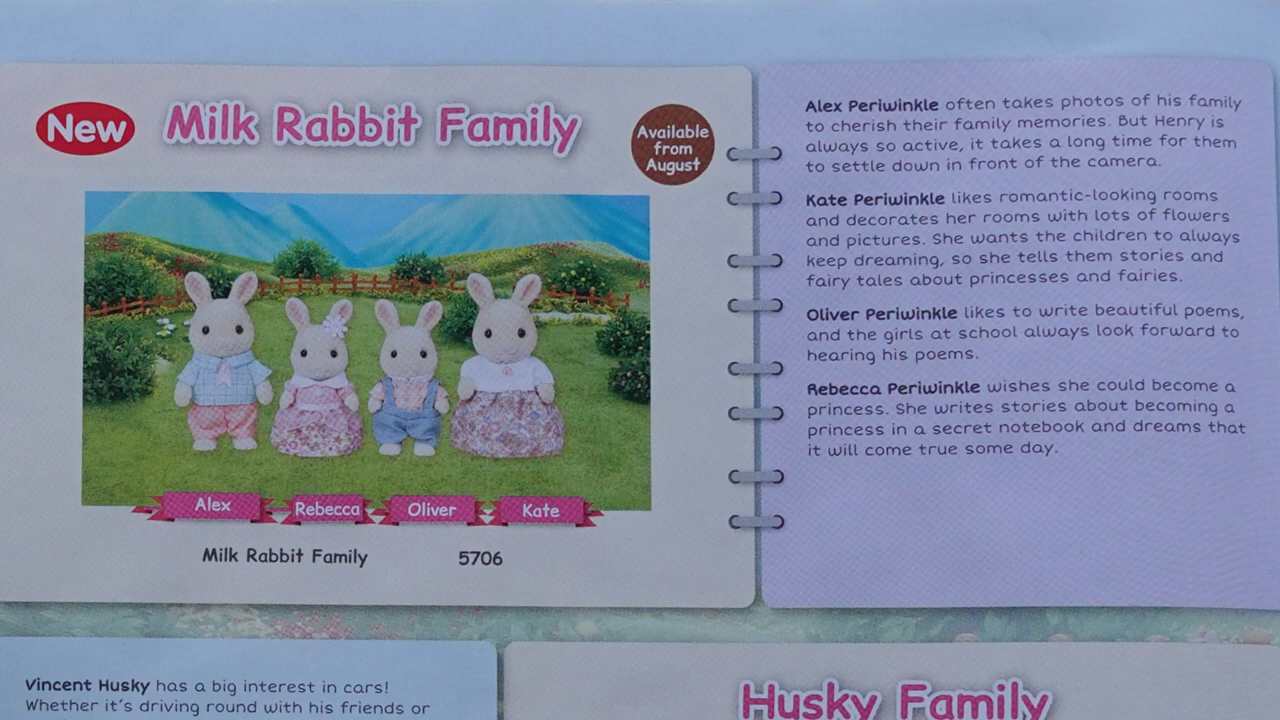 New
Milk Rabbit Family
Available
from
August
Alex
Rebecca
Oliver
Kate
Milk Rabbit Family 5706
Alex Periwinkle often takes photos of his family
to cherish their family memories. But Henry is
always so active, it takes a long time for them
to settle down in front of the camera.
Kate Periwinkle likes romantic-looking rooms
and decorates her rooms with lots of flowers
and pictures. She wants the children to always
keep dreaming, so she tells them stories and
fairy tales about princesses and fairies.
Oliver Periwinkle likes to write beautiful poems,
and the girls at school always look forward to
hearing his poems.
Rebecca Periwinkle wishes she could become a
princess. She writes stories about becoming a
princess in a secret notebook and dreams that
it will come true some day.
Vincent Husky has a big interest in cars!
Whether it's driving round with his friends or
Husky Family